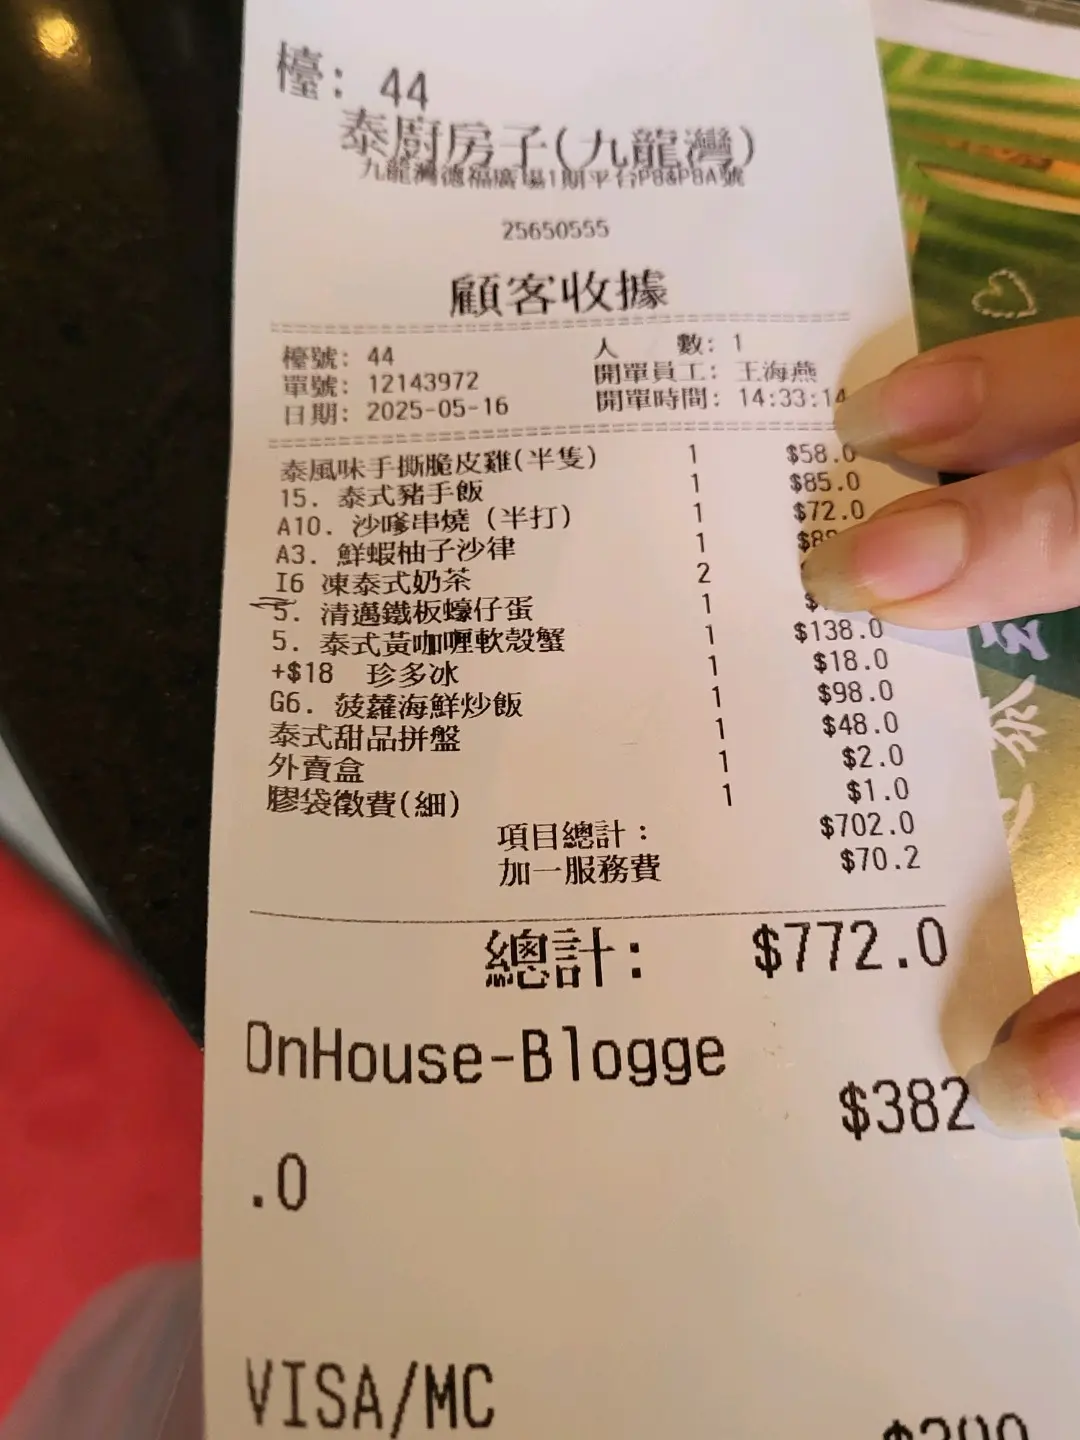 檯: 44
泰廚房子(九龍灣)
九龍灣德福廣場1期平台P8&P8A號
25650555
顧客收據
檯號: 44 人 數: 1
單號: 12143972 開單員工: 王海燕
日期: 2025-05-16 開單時間: 14:33:14
泰風味手撕脆皮雞(半隻) 1 $58.0
15. 泰式豬手飯 1 $85.0
A10. 沙嗲串燒 (半打) 1 $72.0
A3. 鮮蝦柚子沙律 1
I6 凍泰式奶茶 2
5. 清邁鐵板蠔仔蛋 1
5. 泰式黃咖喱軟殼蟹 1 $138.0
+$18 珍多冰 1 $18.0
G6. 菠蘿海鮮炒飯 1 $98.0
泰式甜品拼盤 1 $48.0
外賣盒 1 $2.0
膠袋徵費(細) 1 $1.0
項目總計: $702.0
加一服務費 $70.2
總計: $772.0
OnHouse-Blogge
$382
.0
VISA/MC